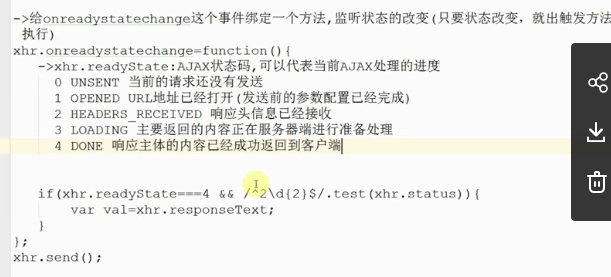 ->给onreadystatechange这个事件绑定一个方法,监听状态的改变(只要状态改变，就出触发方法
执行)
xhr.onreadystatechange=function(){
->xhr.readyState:AJAX状态码,可以代表当前AJAX处理的进度
0 UNSENT 当前的请求还没有发送
1 OPENED URL地址已经打开(发送前的参数配置已经完成)
2 HEADERS_RECEIVED 响应头信息已经接收
3 LOADING 主要返回的内容正在服务器端进行准备处理
4 DONE 响应主体的内容已经成功返回到客户端
if(xhr.readyState===4 && /^2\d{2}$/.test(xhr.status)){
var val=xhr.responseText;
}
};
xhr.send();